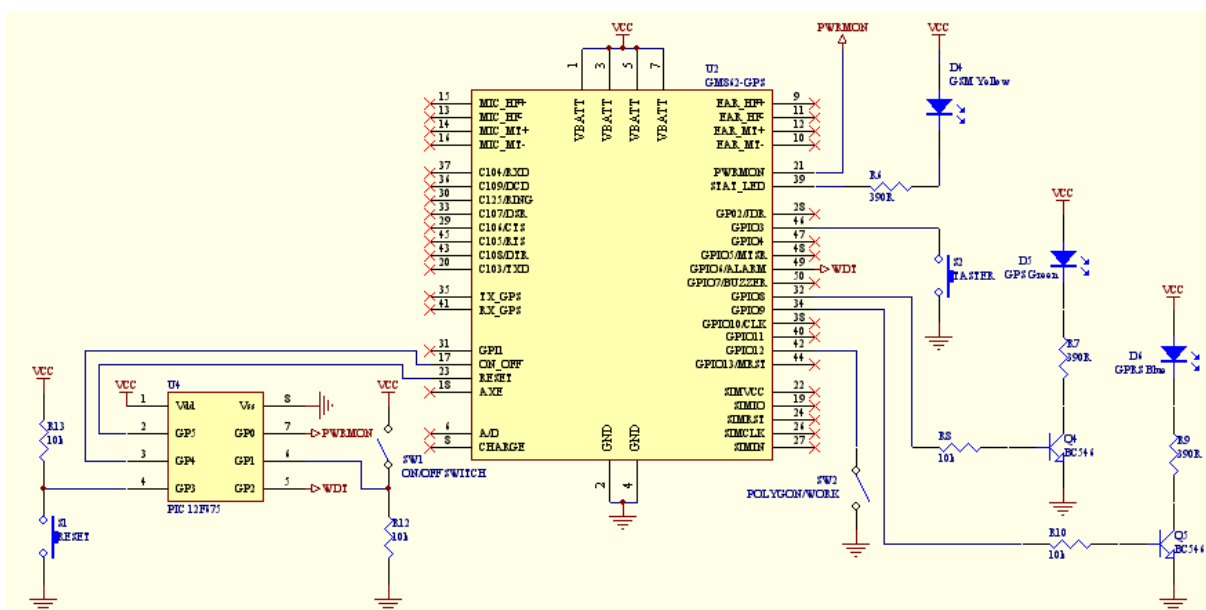 VCC
PWRMON
VCC
D4
GSM Yellow
U2
GM862-GPS
1
3
5
7
VBATT
VBATT
VBATT
VBATT
15 MIC_HF+
13 MIC_HF-
14 MIC_MT+
16 MIC_MT-
37 C104/RXD
36 C109/DCD
30 C125/RING
33 C107/DSR
29 C106/CTS
45 C105/RTS
43 C108/DTR
20 C103/TXD
35 TX_GPS
41 RX_GPS
31 GPI1
17 ON_OFF
23 RESET
18 AXE
6 A/D
8 CHARGE
EAR_HF+ 9
EAR_HF- 11
EAR_MT+ 12
EAR_MT- 10
PWRMON 21
STAT_LED 39
GPO2/JDR 28
GPIO3 46
GPIO4 47
GPIO5/MTSR 48
GPIO6/ALARM 49
WDT
GPIO7/BUZZER 50
GPIO8 32
GPIO9 34
GPIO10/CLK 38
GPIO11 40
GPIO12 42
GPIO13/MRST 44
SIMVCC 22
SIMIO 19
SIMRST 24
SIMCLK 26
SIMIN 27
GND
GND
2
4
R6
390R
S2
TASTER
VCC
D5
GPS Green
R7
390R
VCC
D6
GPRS Blue
R9
390R
R8
10k
Q4
BC546
R10
10k
Q5
BC546
SW2
POLYGON/WORK
VCC
R13
10k
S1
RESET
VCC
U4
1 Vdd
2 GP5
3 GP4
4 GP3
Vss 8
GP0 7
PWRMON
GP1 6
GP2 5
WDT
PIC 12F675
VCC
SW1
ON/OFF SWITCH
R12
10k